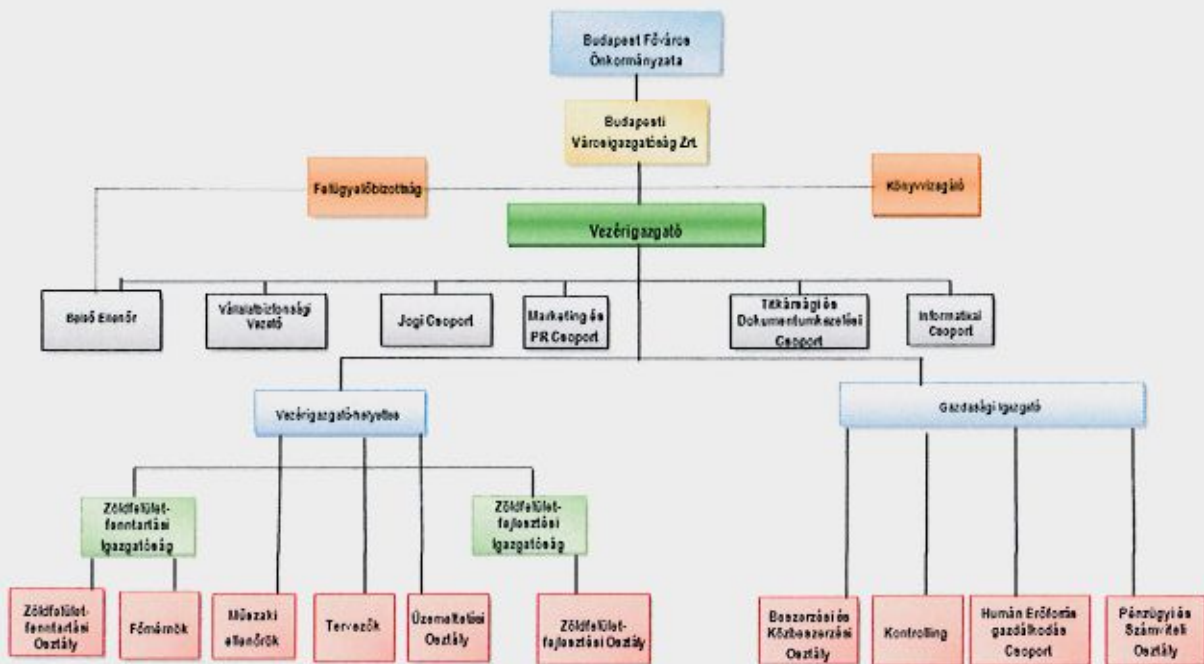 Budapest Főváros
Önkormányzata
Budapesti
Városigazgatóság Zrt.
Felügyelőbizottság
Könyvvizsgáló
Vezérigazgató
Belső Ellenőr
Vállalatbiztonsági
Vezető
Jogi Csoport
Marketing és
PR Csoport
Titkársági és
Dokumentumkezelési
Csoport
Informatikai
Csoport
Vezérigazgató-helyettes
Gazdasági Igazgató
Zöldfelület-
fenntartási
Igazgatóság
Zöldfelület-
fejlesztési
Igazgatóság
Zöldfelület-
fenntartási
Osztály
Főmérnök
Műszaki
ellenőrök
Tervezők
Üzemeltetési
Osztály
Zöldfelület-
fejlesztési Osztály
Beszerzési és
Közbeszerzési
Osztály
Kontrolling
Humán Erőforrás
gazdálkodás
Csoport
Pénzügyi és
Számviteli
Osztály